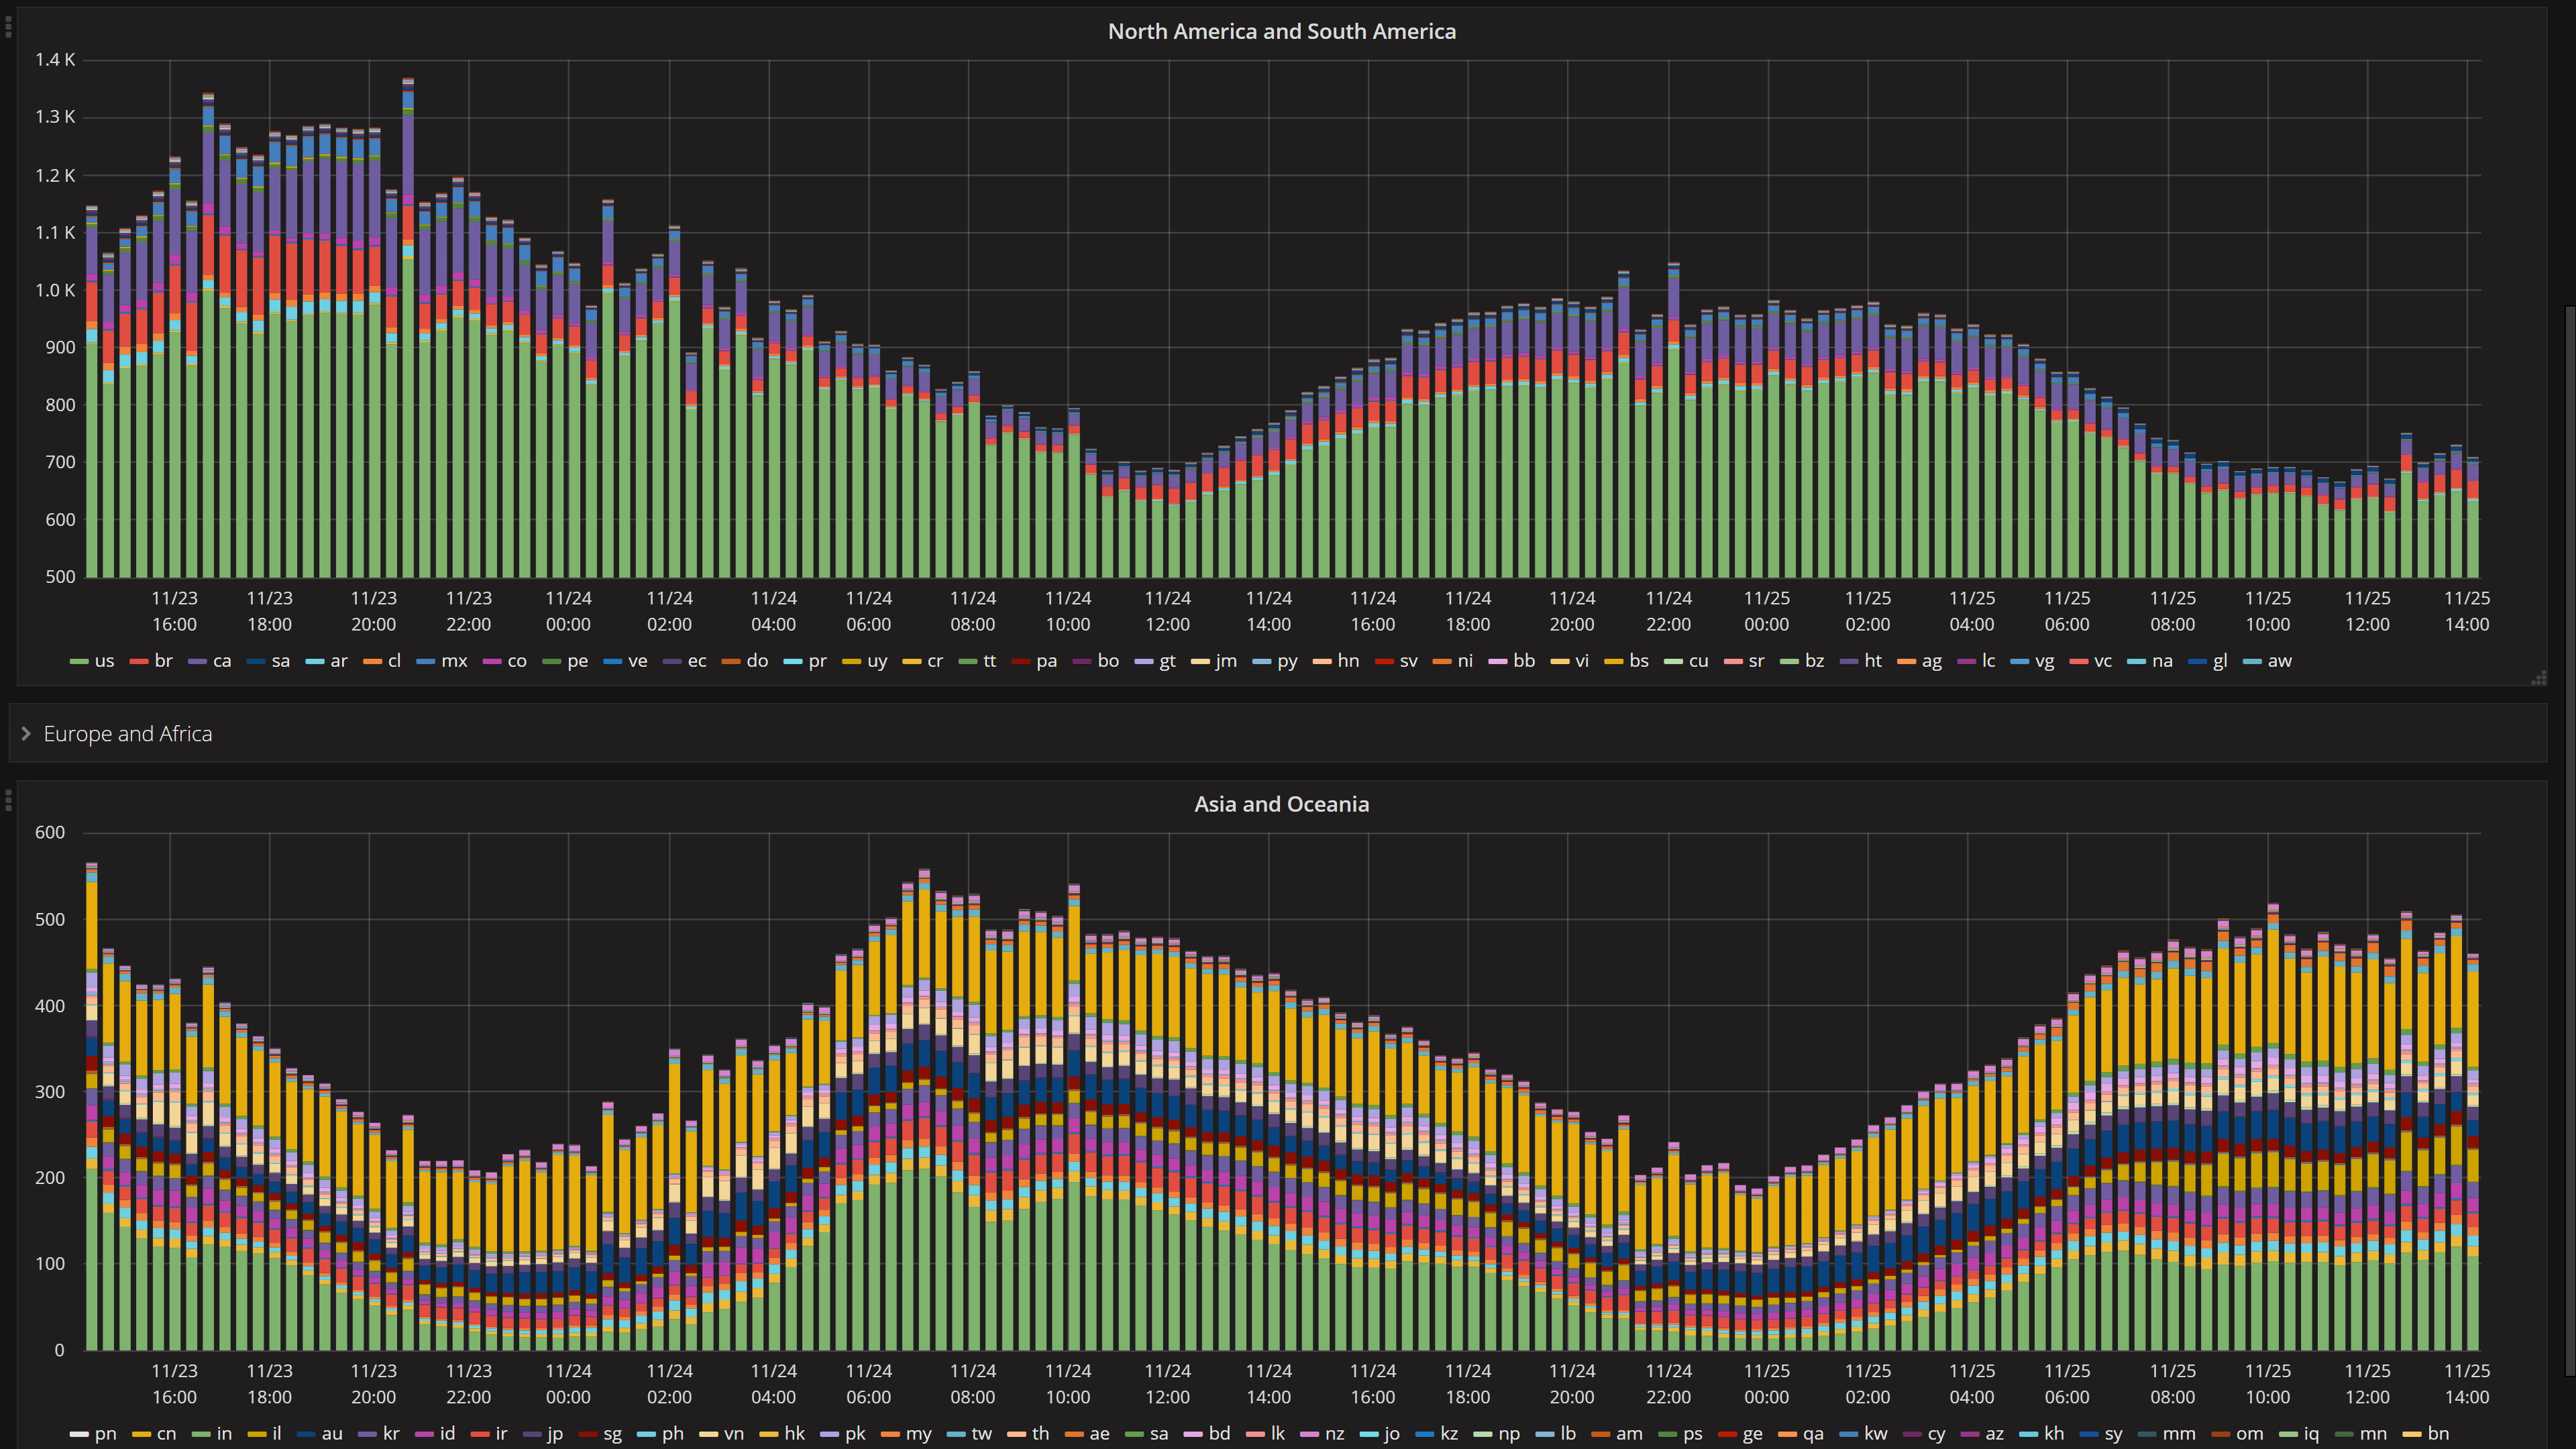 North America and South America
1.4 K
1.3 K
1.2 K
1.1 K
1.0 K
900
800
700
600
500
11/23 11/23 11/23 11/23 11/24 11/24 11/24 11/24 11/24 11/24 11/24 11/24 11/24 11/24 11/24 11/24 11/25 11/25 11/25 11/25 11/25 11/25 11/25 11/25
16:00 18:00 20:00 22:00 00:00 02:00 04:00 06:00 08:00 10:00 12:00 14:00 16:00 18:00 20:00 22:00 00:00 02:00 04:00 06:00 08:00 10:00 12:00 14:00
us br ca sa ar cl mx co pe ve ec do pr uy cr tt pa bo gt jm py hn sv ni bb vi bs cu sr bz ht ag lc vg vc na gl aw
Europe and Africa
Asia and Oceania
600
500
400
300
200
100
0
11/23 11/23 11/23 11/23 11/24 11/24 11/24 11/24 11/24 11/24 11/24 11/24 11/24 11/24 11/24 11/24 11/25 11/25 11/25 11/25 11/25 11/25 11/25 11/25
16:00 18:00 20:00 22:00 00:00 02:00 04:00 06:00 08:00 10:00 12:00 14:00 16:00 18:00 20:00 22:00 00:00 02:00 04:00 06:00 08:00 10:00 12:00 14:00
pn cn in il au kr id ir jp sg ph vn hk pk my tw th ae sa bd lk nz jo kz np lb am ps ge qa kw cy az kh sy mm om iq mn bn